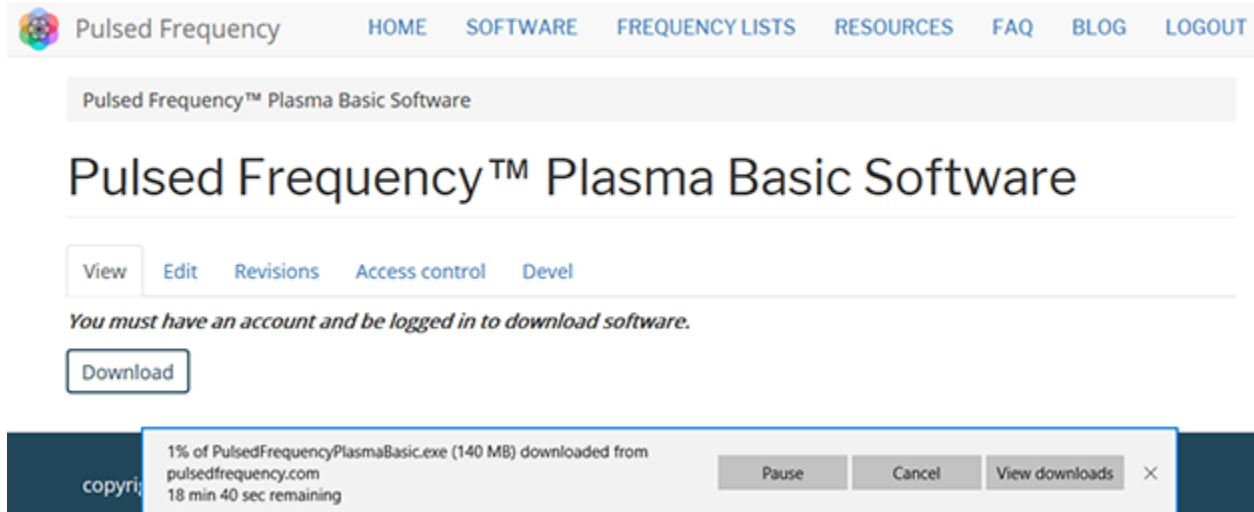 Pulsed Frequency HOME SOFTWARE FREQUENCY LISTS RESOURCES FAQ BLOG LOGOUT
Pulsed Frequency™ Plasma Basic Software
Pulsed Frequency™ Plasma Basic Software
View Edit Revisions Access control Devel
You must have an account and be logged in to download software.
Download
1% of PulsedFrequencyPlasmaBasic.exe (140 MB) downloaded from
pulsedfrequency.com
18 min 40 sec remaining
Pause Cancel View downloads